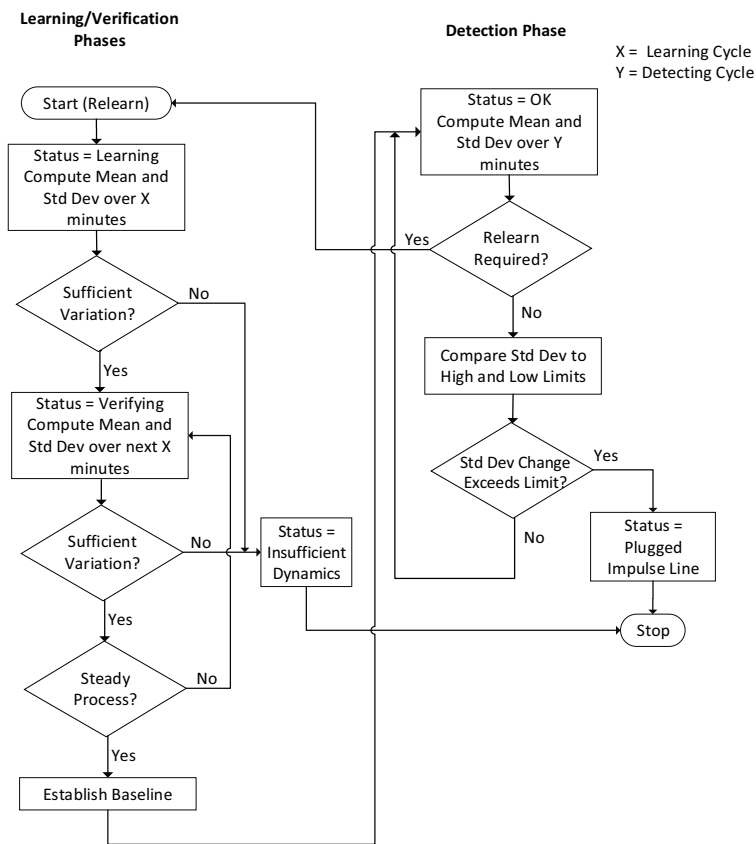 Learning/Verification
Phases
Detection Phase
X =  Learning Cycle
Y = Detecting Cycle
Start (Relearn)
Status = Learning
Compute Mean and
Std Dev over X
minutes
Sufficient
Variation?
No
Yes
Status = Verifying
Compute Mean and
Std Dev over next X
minutes
Sufficient
Variation?
No
Yes
Status =
Insufficient
Dynamics
Steady
Process?
No
Yes
Establish Baseline
Status = OK
Compute Mean and
Std Dev over Y
minutes
Relearn
Required?
Yes
No
Compare Std Dev to
High and Low Limits
Std Dev Change
Exceeds Limit?
Yes
No
Status =
Plugged
Impulse Line
Stop